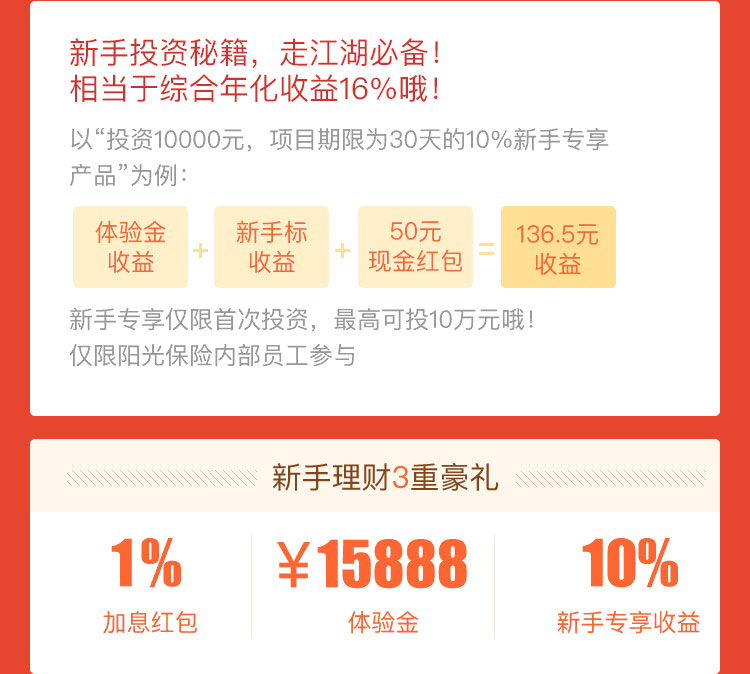 新手投资秘籍，走江湖必备！
相当于综合年化收益16%哦！
以“投资10000元，项目期限为30天的10%新手专享
产品”为例：
体验金
收益
+
新手标
收益
+
50元
现金红包
=
136.5元
收益
新手专享仅限首次投资，最高可投10万元哦！
仅限阳光保险内部员工参与
新手理财3重豪礼
1%
加息红包
￥15888
体验金
10%
新手专享收益